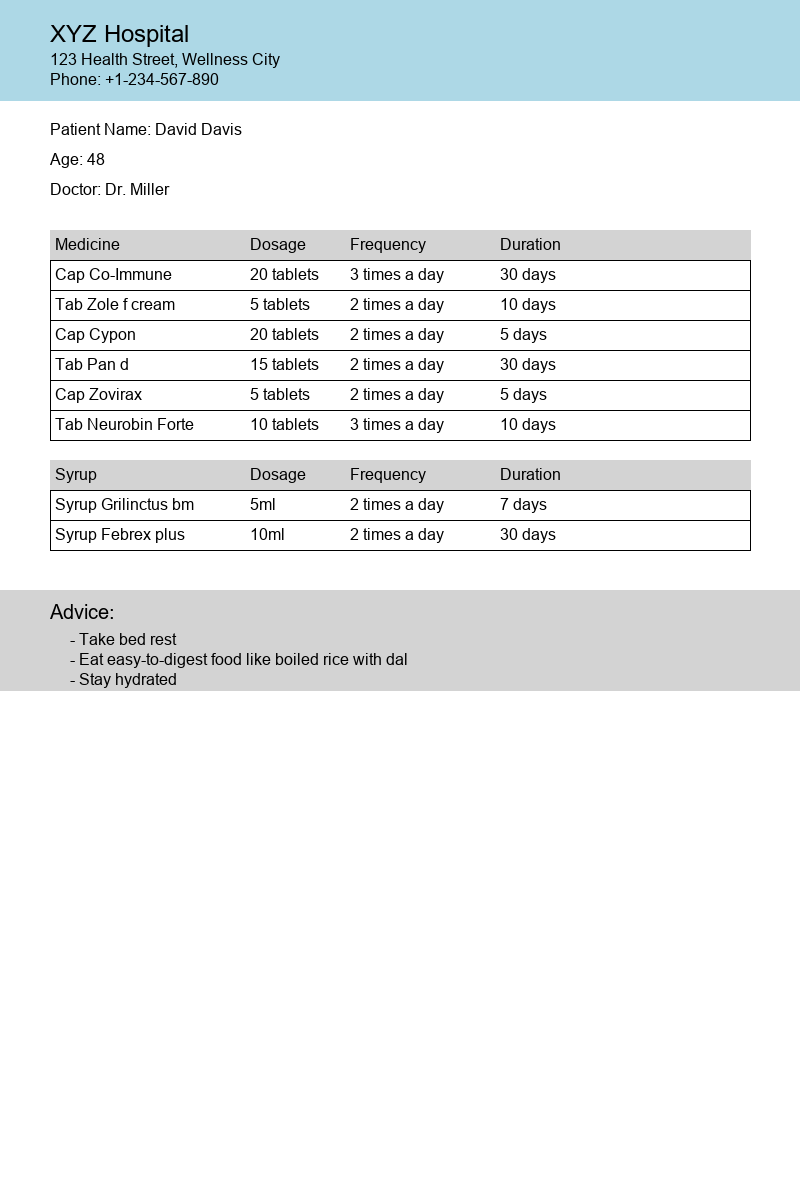 XYZ Hospital
123 Health Street, Wellness City
Phone: +1-234-567-890
Patient Name: David Davis
Age: 48
Doctor: Dr. Miller
Medicine Dosage Frequency Duration
Cap Co-Immune 20 tablets 3 times a day 30 days
Tab Zole f cream 5 tablets 2 times a day 10 days
Cap Cypon 20 tablets 2 times a day 5 days
Tab Pan d 15 tablets 2 times a day 30 days
Cap Zovirax 5 tablets 2 times a day 5 days
Tab Neurobin Forte 10 tablets 3 times a day 10 days
Syrup Dosage Frequency Duration
Syrup Grilinctus bm 5ml 2 times a day 7 days
Syrup Febrex plus 10ml 2 times a day 30 days
Advice:
- Take bed rest
- Eat easy-to-digest food like boiled rice with dal
- Stay hydrated